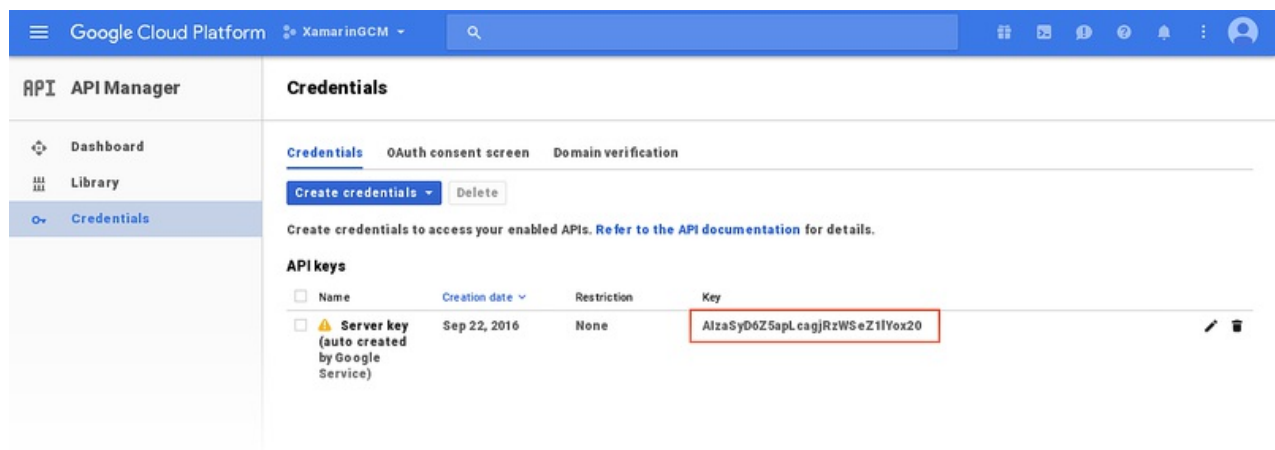 Google Cloud Platform XamarinGCM
API API Manager
Credentials
Dashboard
Library
Credentials
Credentials OAuth consent screen Domain verification
Create credentials Delete
Create credentials to access your enabled APIs. Refer to the API documentation for details.
API keys
Name Creation date Restriction Key
Server key Sep 22, 2016 None AIzaSyD6Z5apLcagjRzWSeZ1lYox20
(auto created
by Google
Service)